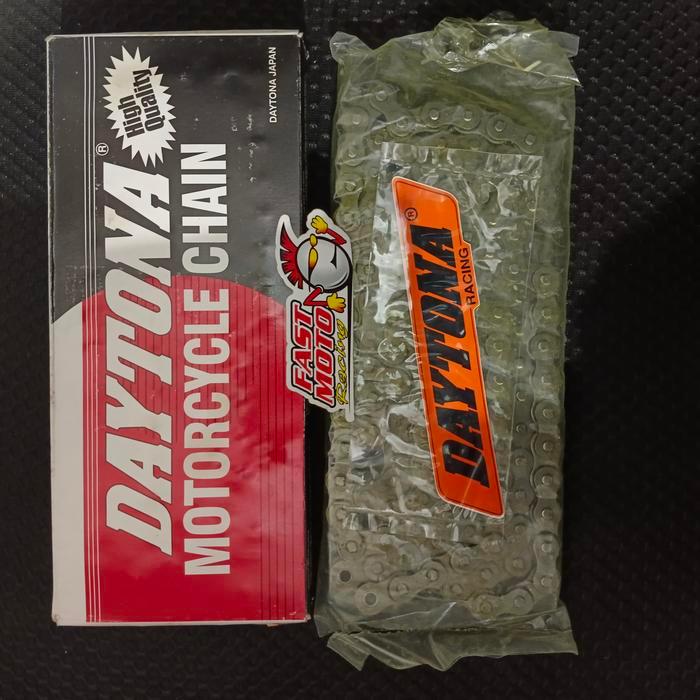 High
Quality
DAYTONA JAPAN
DAYTONA®
MOTORCYCLE CHAIN
FAST
MOTO
Racing
DAYTONA®
RACING